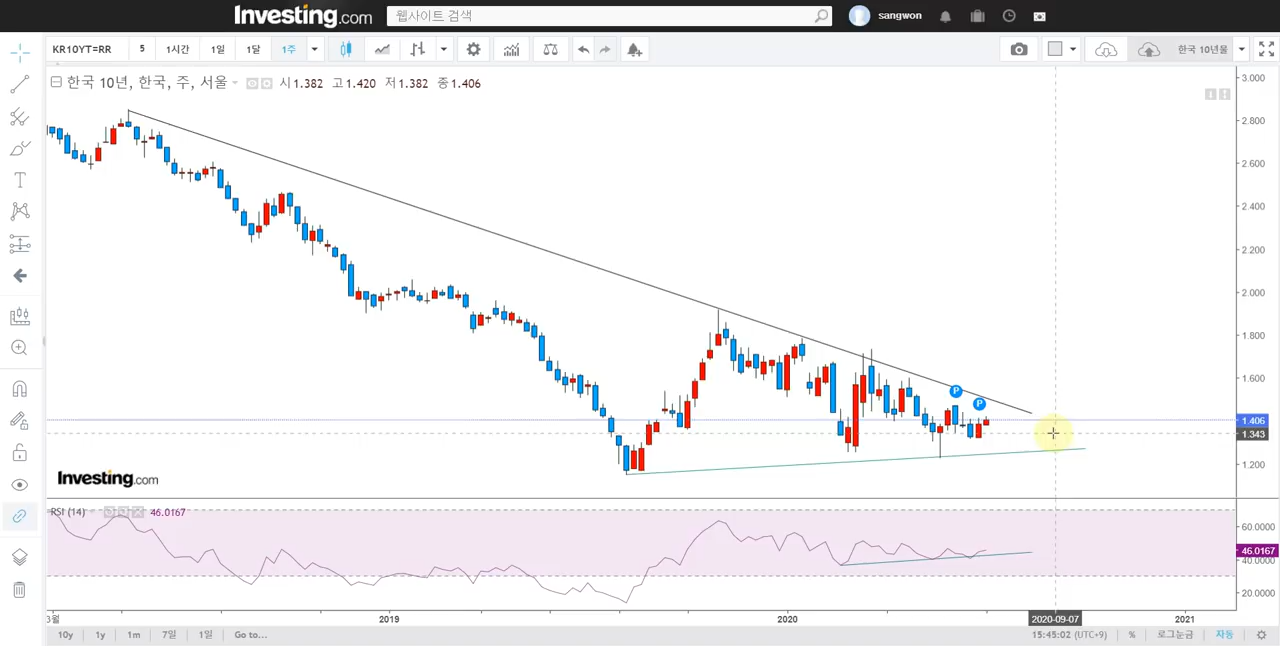 Investing.com 웹사이트 검색 sangwon
KR10YT=RR 5 1시간 1일 1달 1주 한국 10년물
한국 10년, 한국, 주, 서울 시1.382 고1.420 저1.382 종1.406
3.000
2.800
2.600
2.400
2.200
2.000
1.800
1.600
P
P
1.406
1.343
1.200
Investing.com
RSI (14) 46.0167
60.0000
46.0167
40.0000
20.0000
3월 2019 2020 2020-09-07 2021
10y 1y 1m 7일 1일 Go to... 15:45:02 (UTC+9) % 로그눈금 자동